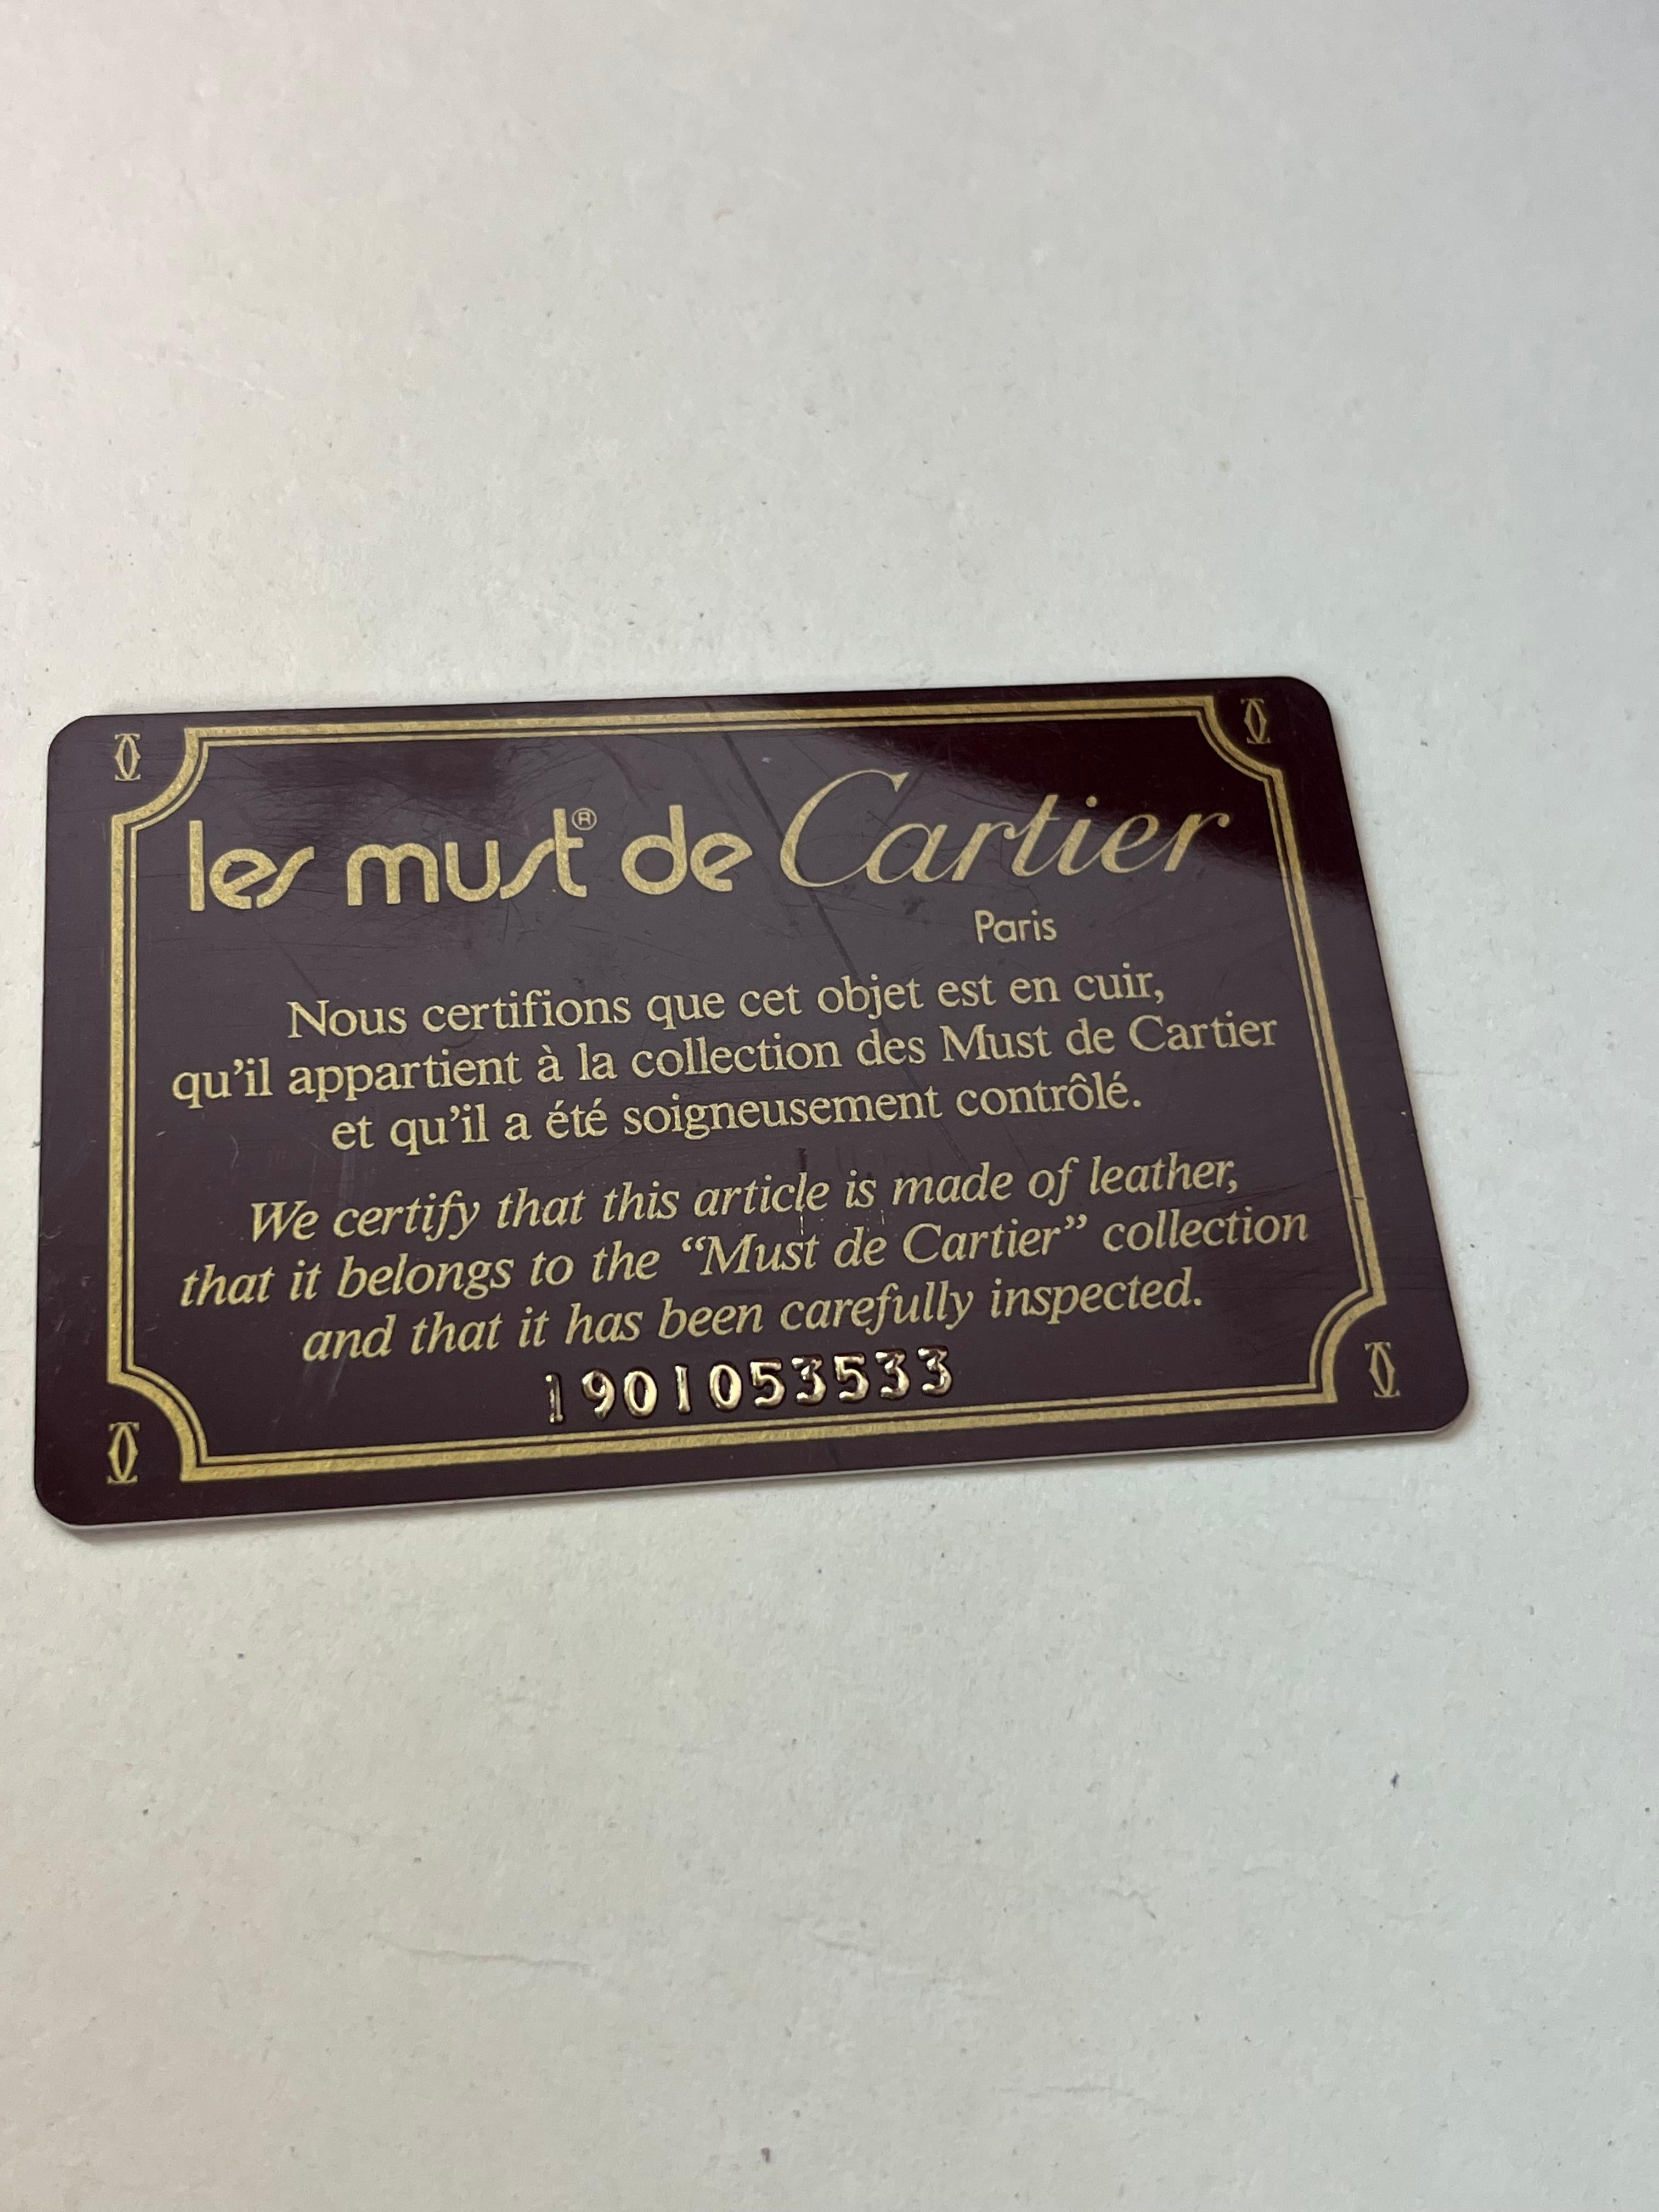 les must® de Cartier
Paris
Nous certifions que cet objet est en cuir,
qu'il appartient à la collection des Must de Cartier
et qu'il a été soigneusement contrôlé.
We certify that this article is made of leather,
that it belongs to the “Must de Cartier” collection
and that it has been carefully inspected.
1901053533